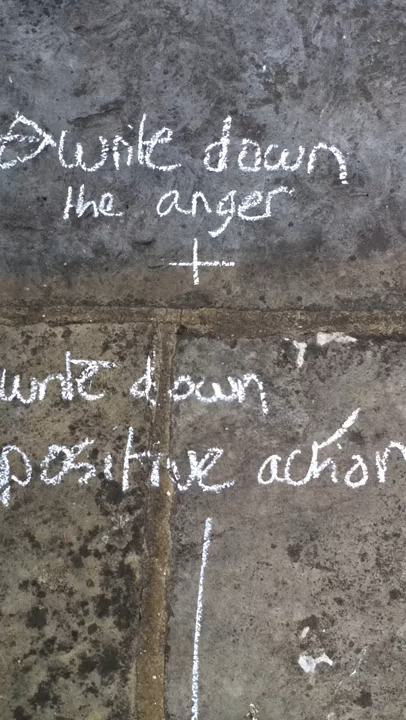 write down
the anger
+
write down
positive action